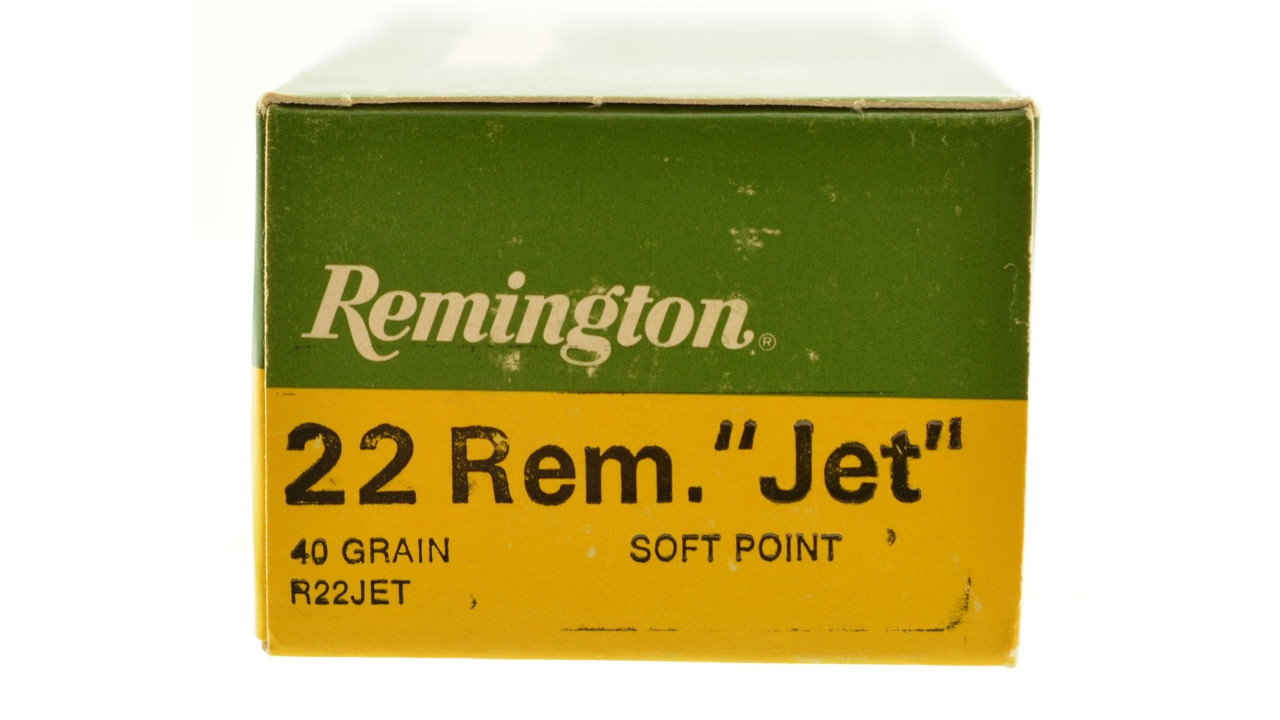 Remington®
22 Rem. "Jet"
40 GRAIN SOFT POINT
R22JET